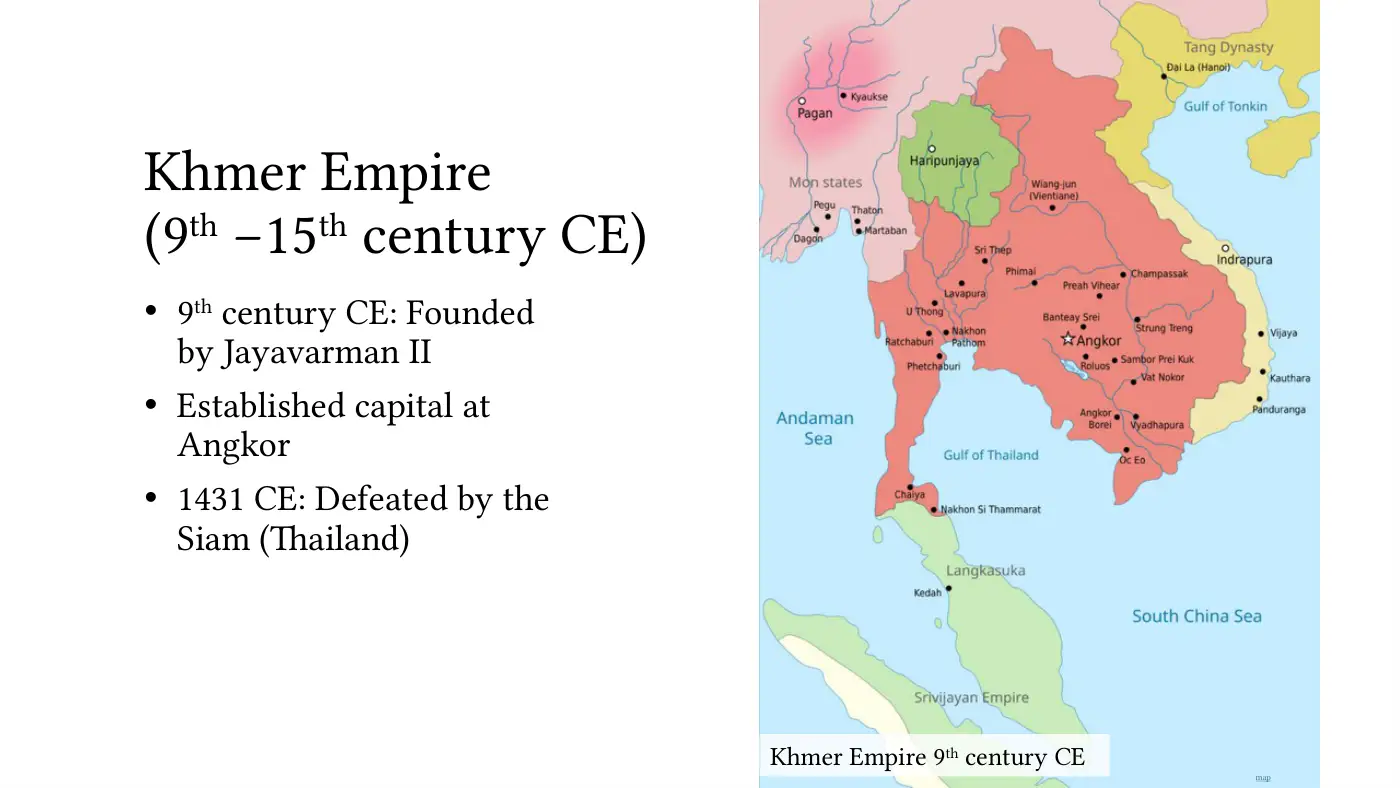 Khmer Empire
(9th –15th century CE)
• 9th century CE: Founded
by Jayavarman II
• Established capital at
Angkor
• 1431 CE: Defeated by the
Siam (Thailand)
Tang Dynasty
Đai La (Hanoi)
Kyaukse
Gulf of Tonkin
Pagan
Haripunjaya
Mon states
Wiang-jun
(Vientiane)
Pegu
Thaton
Martaban
Dagon
Sri Thep
Indrapura
Phimai
Champassak
Preah Vihear
Lavapura
U Thong
Banteay Srei
Strung Treng
Nakhon
Pathom
Vijaya
Ratchaburi
Angkor
Phetchaburi
Roluos
Sambor Prei Kuk
Vat Nokor
Kauthara
Panduranga
Andaman
Sea
Angkor
Borei
Vyadhapura
Gulf of Thailand
Oc Eo
Chaiya
Nakhon Si Thammarat
Langkasuka
Kedah
South China Sea
Srivijayan Empire
Khmer Empire 9th century CE
map